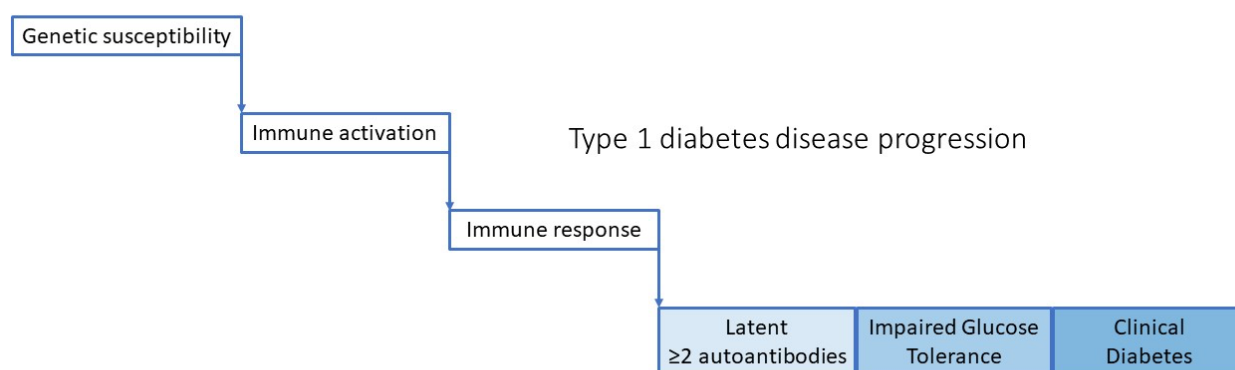 Genetic susceptibility
Immune activation
Type 1 diabetes disease progression
Immune response
Latent
≥2 autoantibodies
Impaired Glucose
Tolerance
Clinical
Diabetes